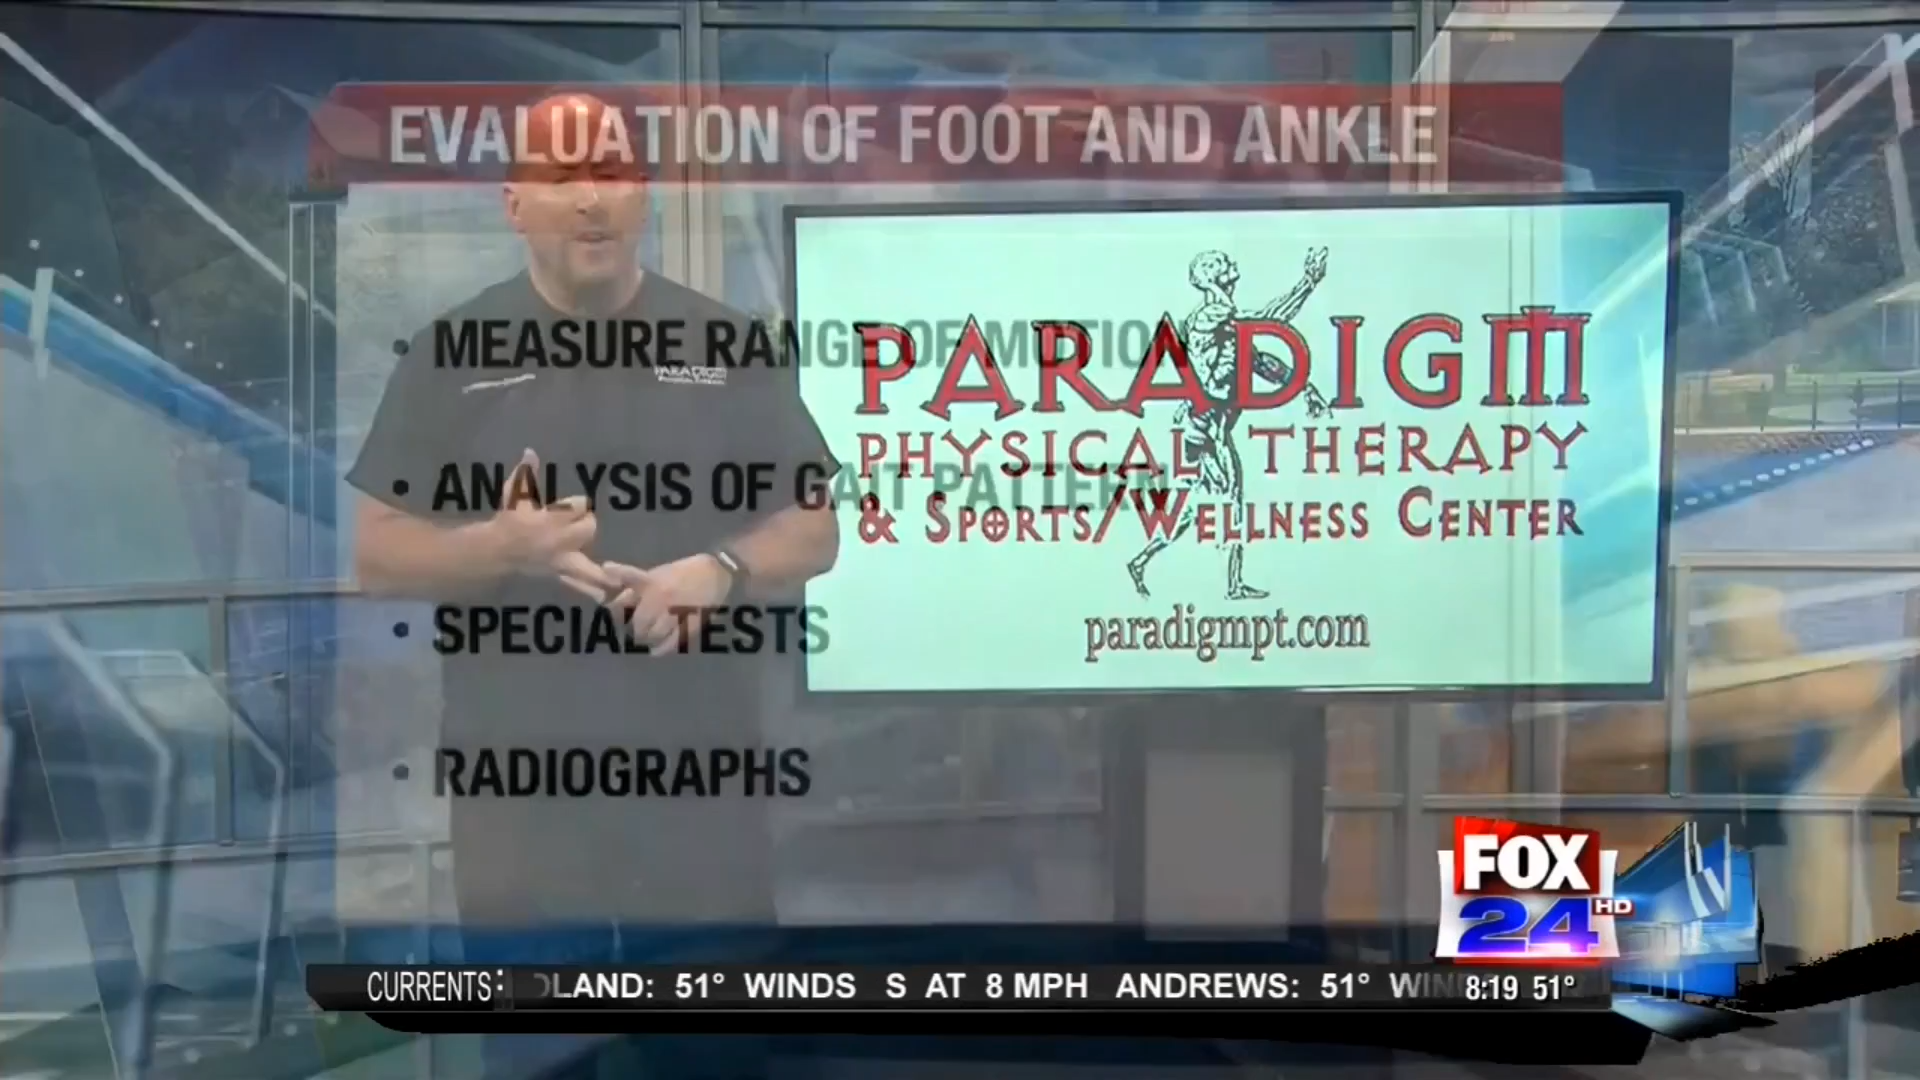 EVALUATION OF FOOT AND ANKLE
• MEASURE RANGE OF MOTION
• ANALYSIS OF GAIT PATTERN
• SPECIAL TESTS
• RADIOGRAPHS
PARADIGM
PARADIGM
PHYSICAL THERAPY
& SPORTS/WELLNESS CENTER
paradigmpt.com
FOX
24 HD
CURRENTS: LAND: 51° WINDS S AT 8 MPH ANDREWS: 51° 8:19 51°